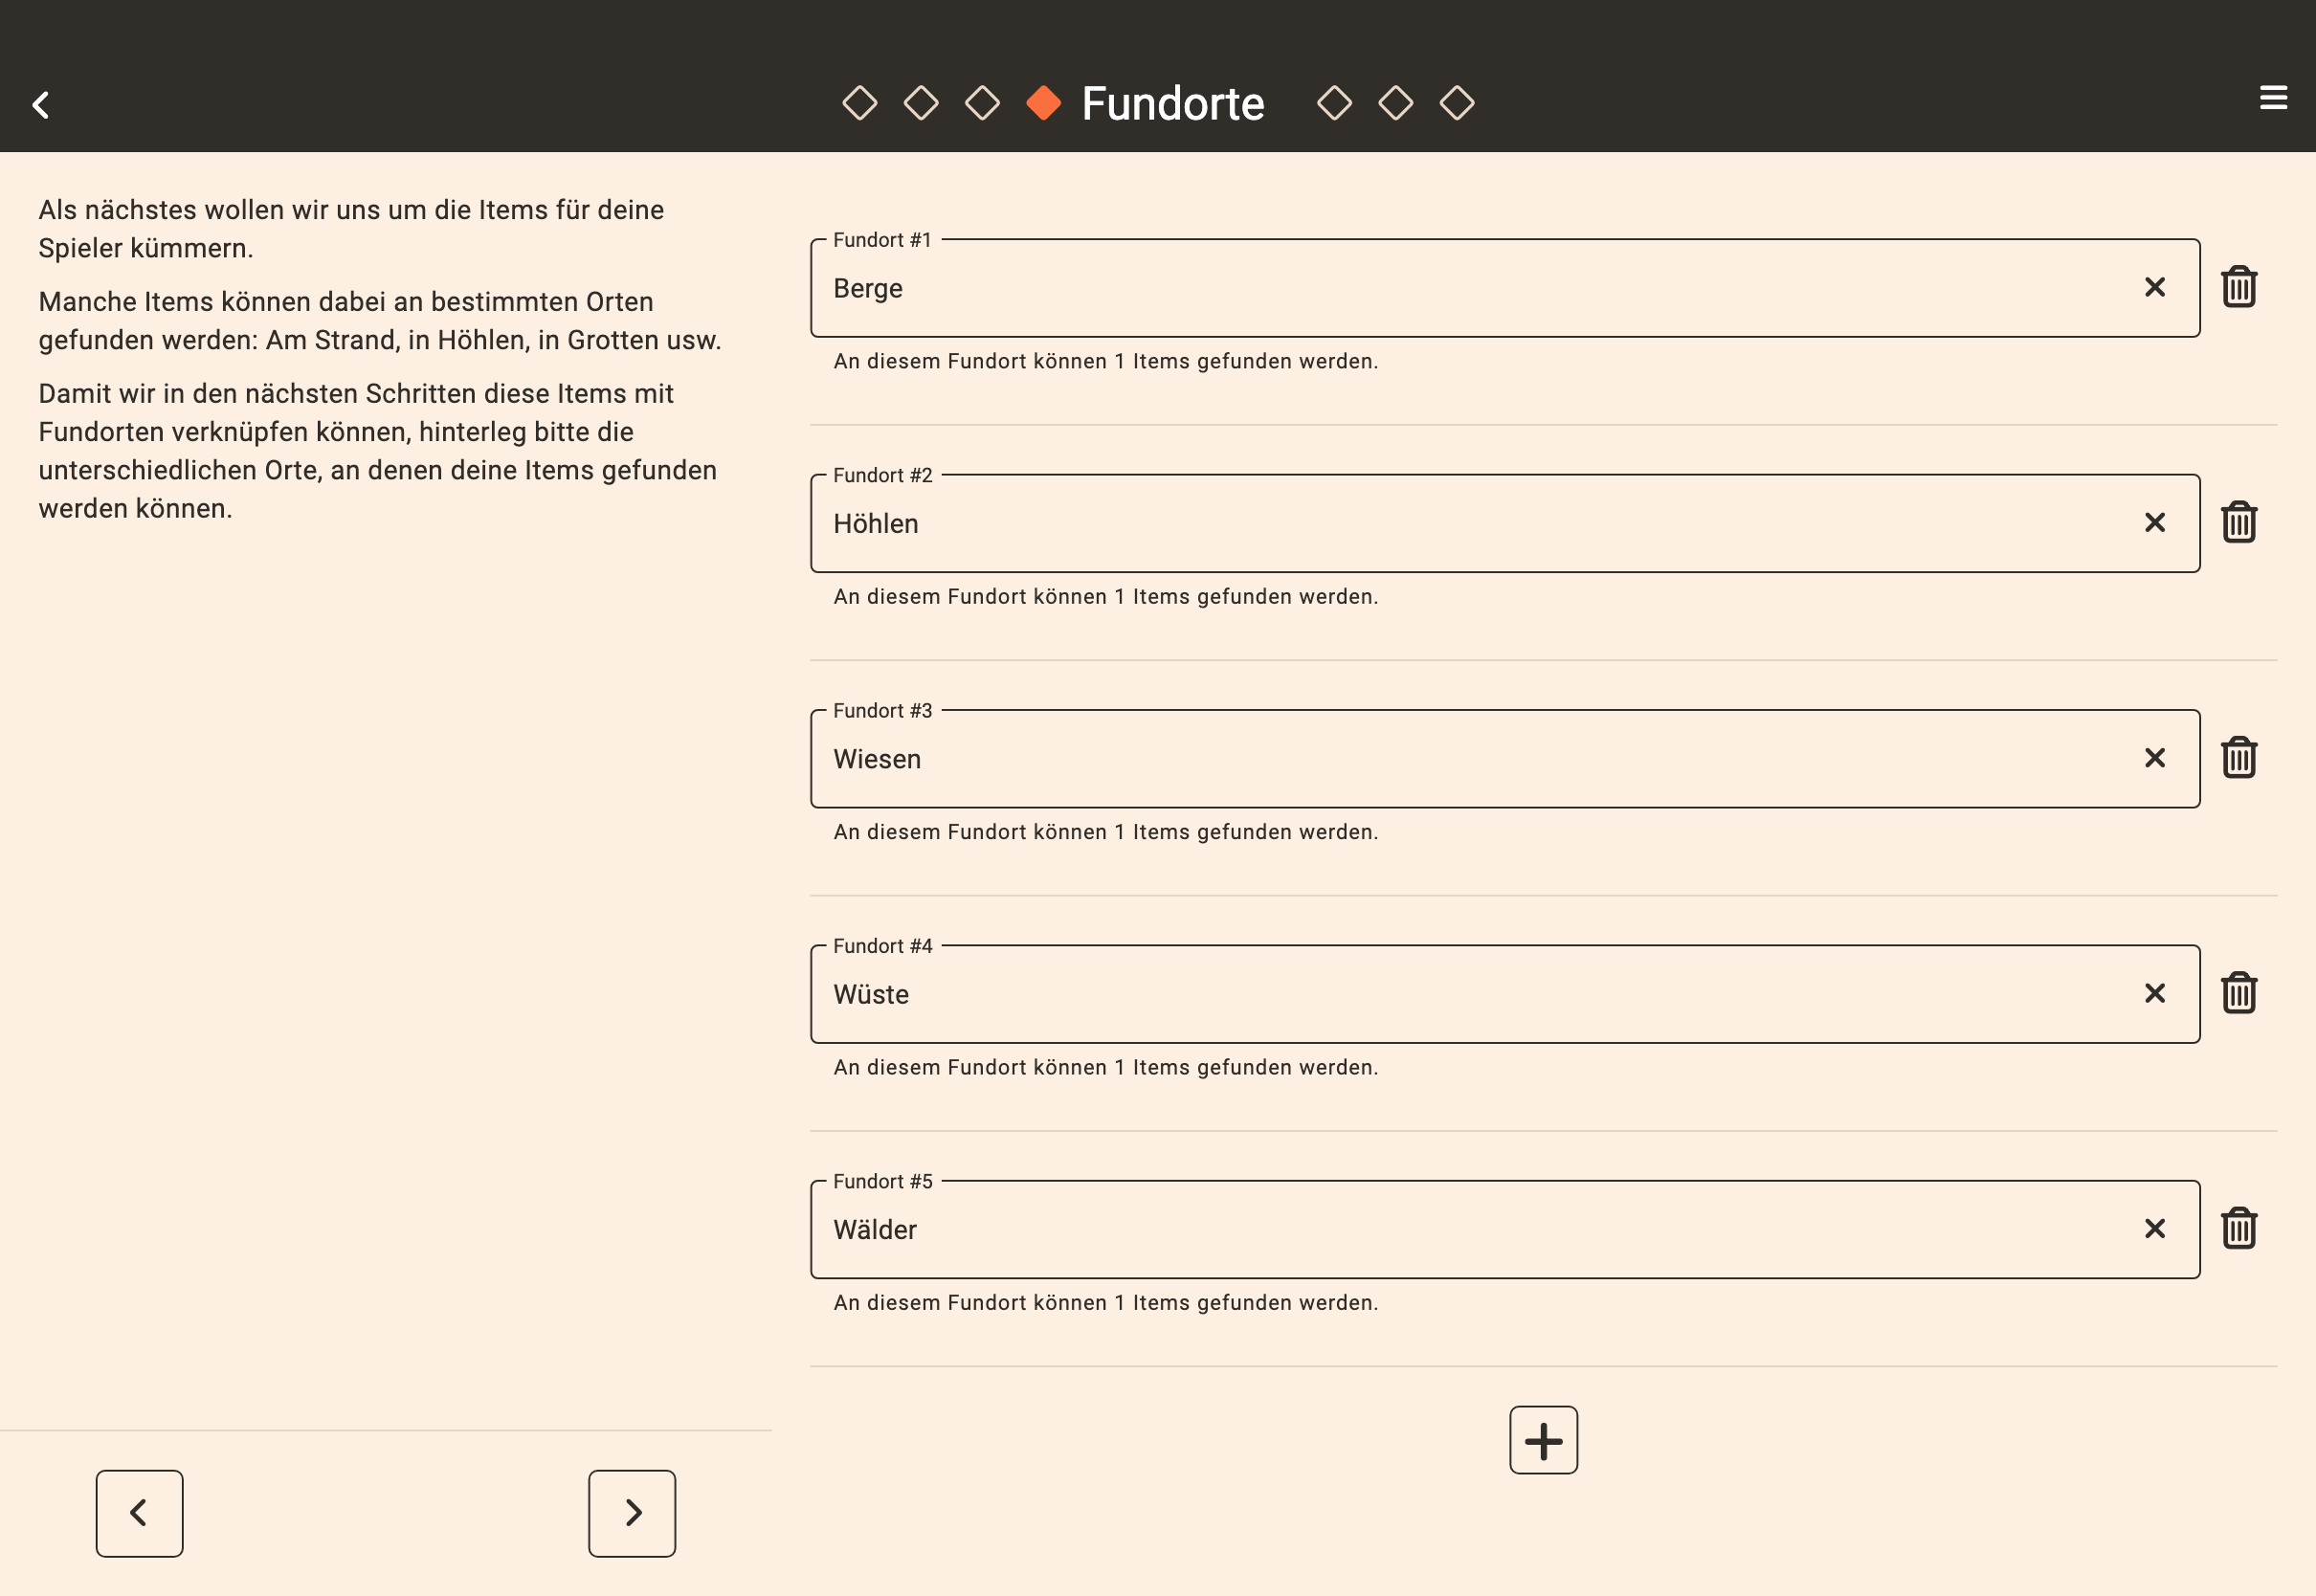 Fundorte
Als nächstes wollen wir uns um die Items für deine
Spieler kümmern.
Manche Items können dabei an bestimmten Orten
gefunden werden: Am Strand, in Höhlen, in Grotten usw.
Damit wir in den nächsten Schritten diese Items mit
Fundorten verknüpfen können, hinterleg bitte die
unterschiedlichen Orte, an denen deine Items gefunden
werden können.
Fundort #1
Berge
An diesem Fundort können 1 Items gefunden werden.
Fundort #2
Höhlen
An diesem Fundort können 1 Items gefunden werden.
Fundort #3
Wiesen
An diesem Fundort können 1 Items gefunden werden.
Fundort #4
Wüste
An diesem Fundort können 1 Items gefunden werden.
Fundort #5
Wälder
An diesem Fundort können 1 Items gefunden werden.